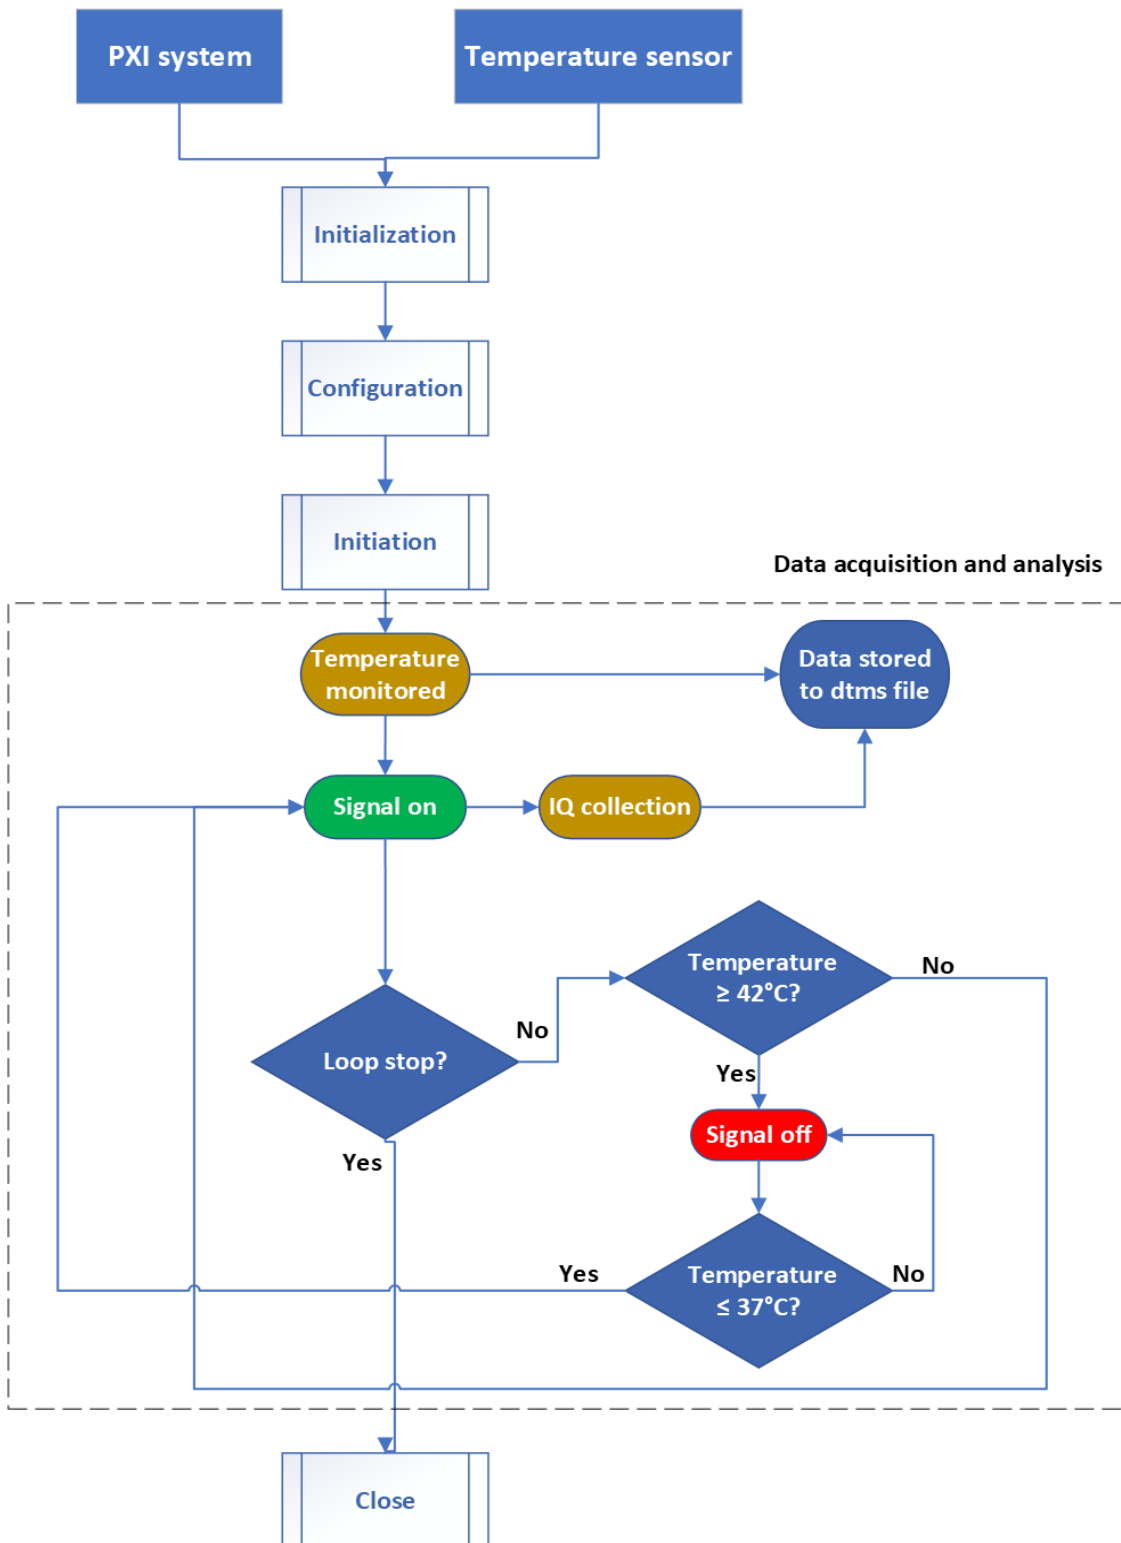 PXI system
Temperature sensor
Initialization
Configuration
Initiation
Data acquisition and analysis
Temperature
monitored
Data stored
to dtms file
Signal on
IQ collection
Temperature
≥ 42°C?
No
No
Loop stop?
Yes
Signal off
Yes
Yes
Temperature
≤ 37°C?
No
Close